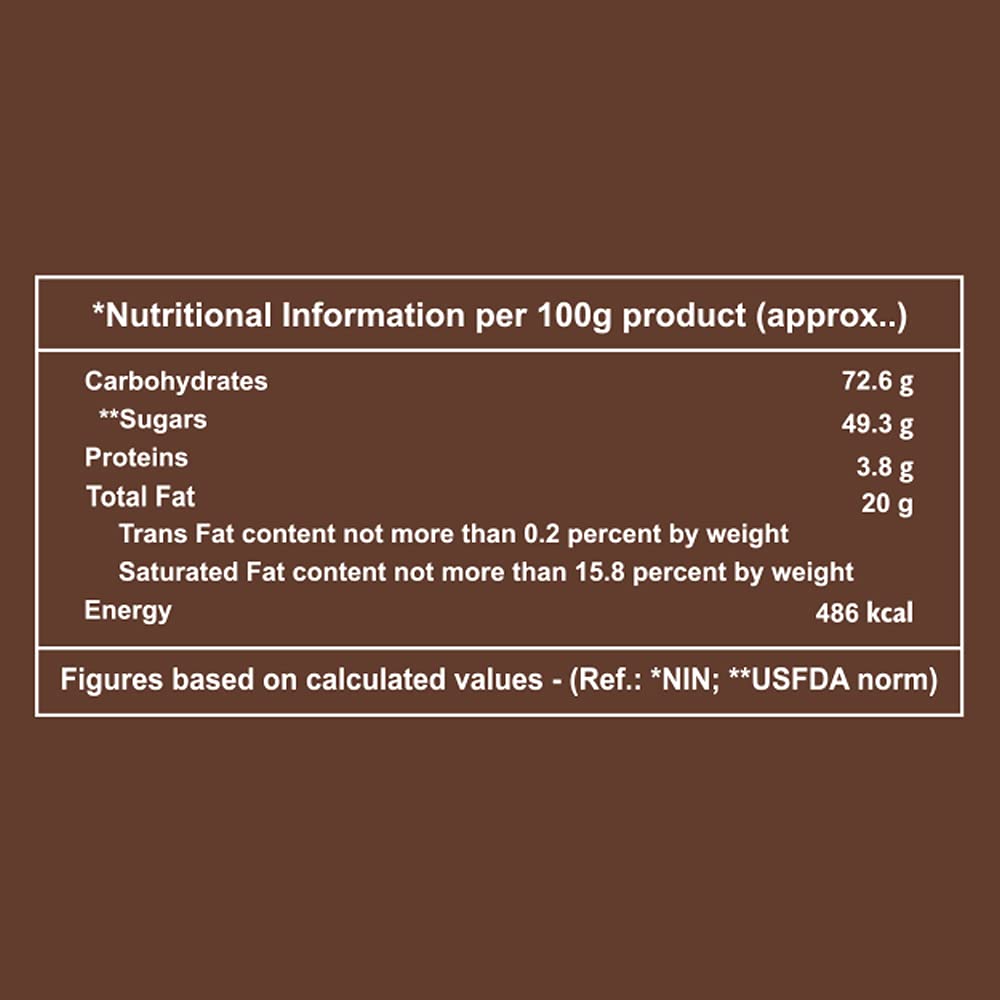 *Nutritional Information per 100g product (approx..)
Carbohydrates 72.6 g
**Sugars 49.3 g
Proteins 3.8 g
Total Fat 20 g
Trans Fat content not more than 0.2 percent by weight
Saturated Fat content not more than 15.8 percent by weight
Energy 486 kcal
Figures based on calculated values - (Ref.: *NIN; **USFDA norm)